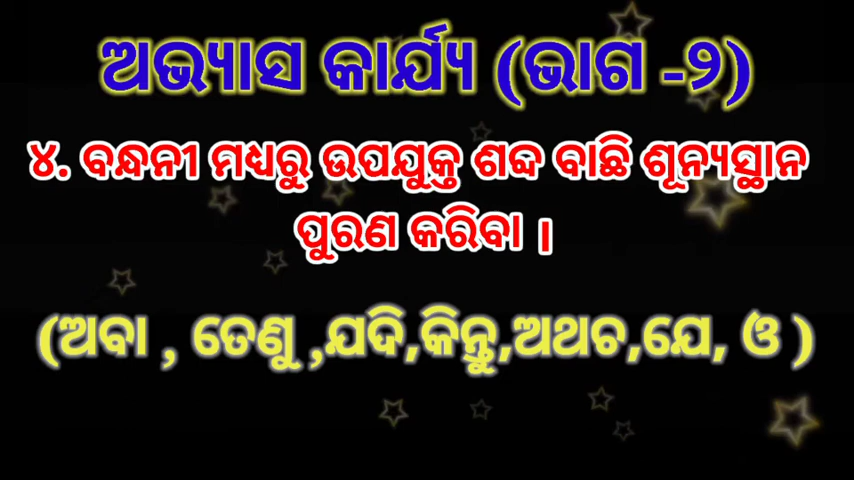 ଅଭ୍ୟାସ କାର୍ଯ୍ୟ (ଭାଗ -୨)
୪. ବନ୍ଧନୀ ମଧ୍ୟରୁ ଉପଯୁକ୍ତ ଶବ୍ଦ ବାଛି ଶୂନ୍ୟସ୍ଥାନ
ପୁରଣ କରିବା ।
(ଅବା , ତେଣୁ ,ଯଦି,କିନ୍ତୁ,ଅଥଚ,ଯେ, ଓ )